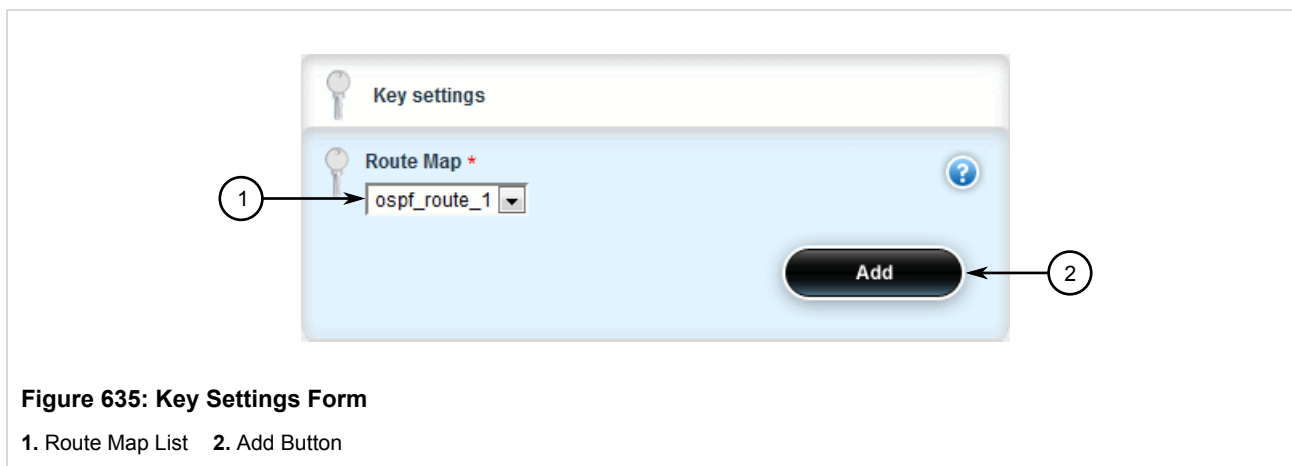 Key settings
Route Map *
1
ospf_route_1
?
Add
2
Figure 635: Key Settings Form
1. Route Map List 2. Add Button